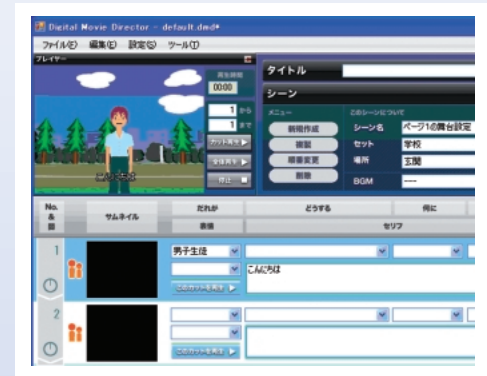 Digital Movie Director - default.dmd*
ファイル(F) 編集(E) 設定(S) ツール(T)
プレイヤー
再生時間
00:00
1 から
1 まで
カット再生
全体再生
停止
こんにちは
タイトル
シーン
メニュー
新規作成
複製
順番変更
削除
このシーンについて
シーン名 ページ1の舞台設定
セット 学校
場所 玄関
BGM ---
No.
&
サムネイル
だれが どうする 何に
表情 セリフ
1
男子生徒
こんにちは
このカットを再生
2
このカットを再生